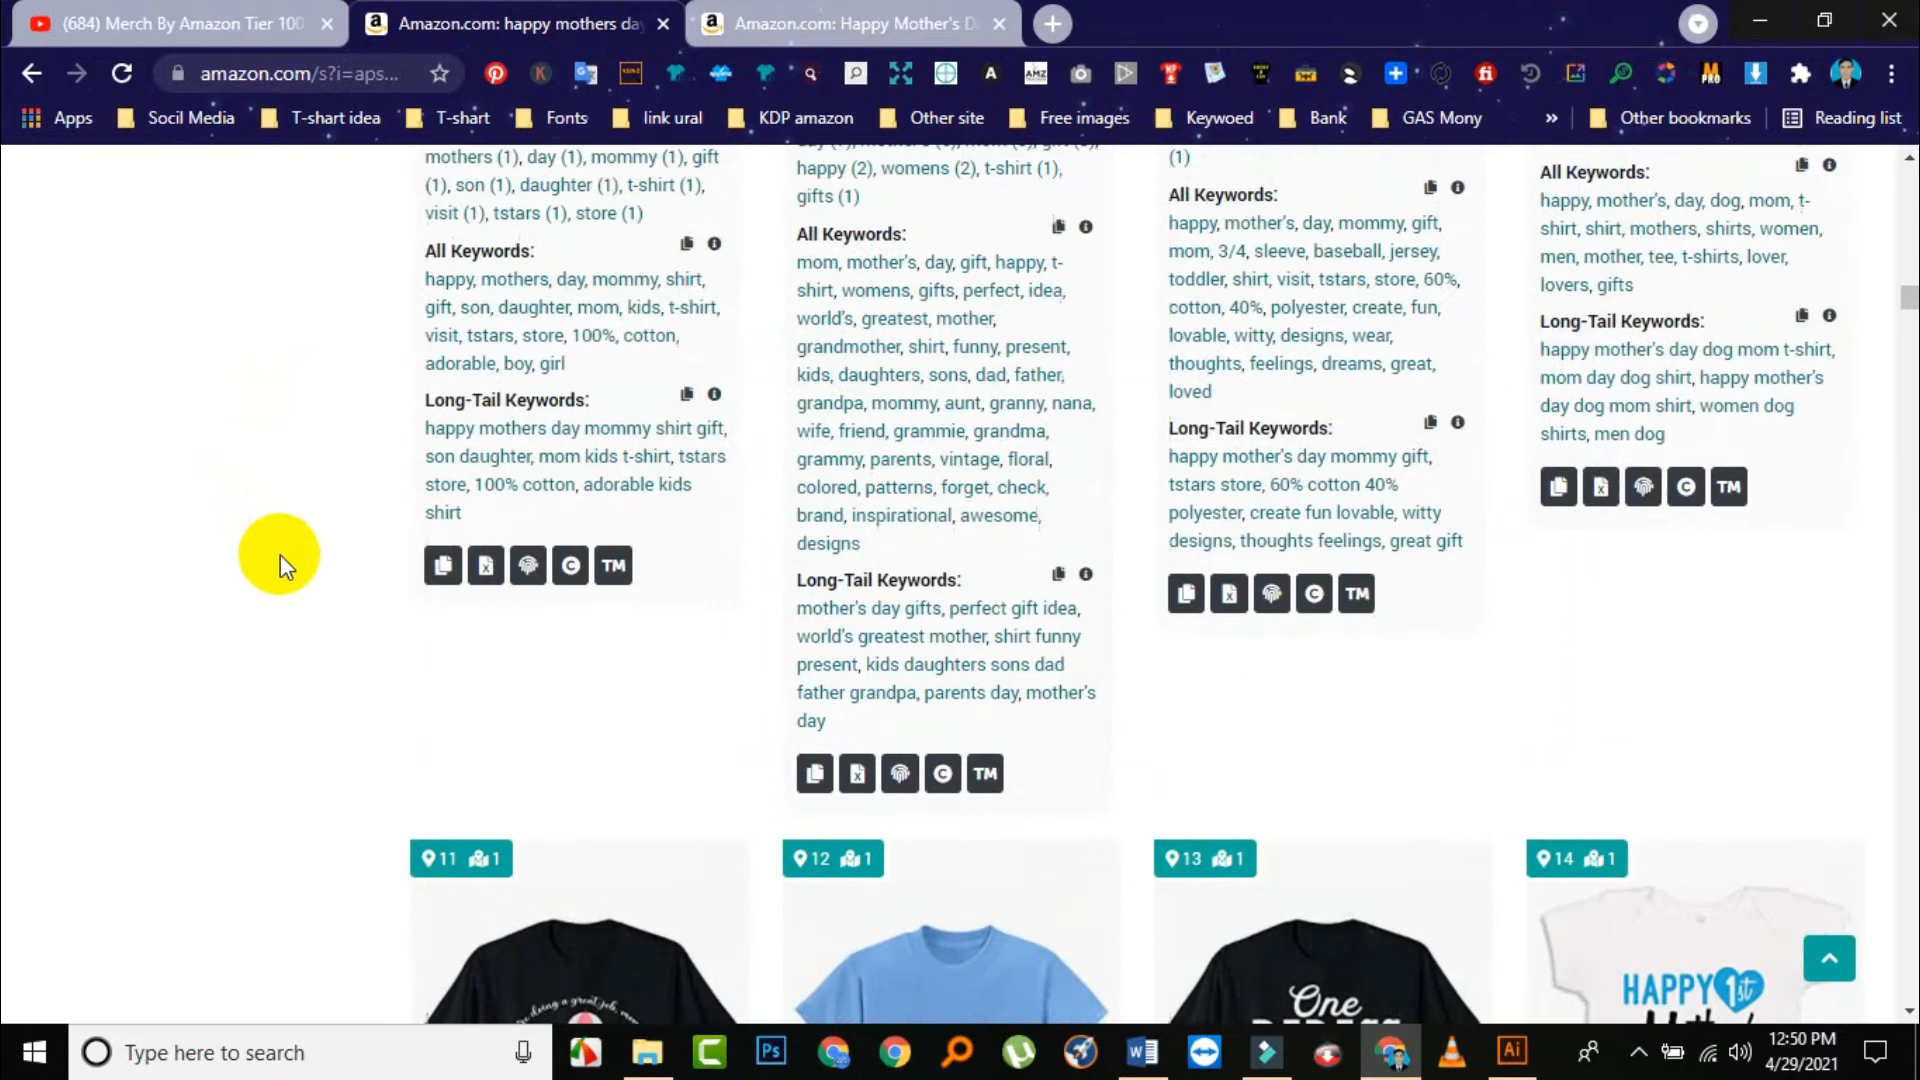 (684) Merch By Amazon Tier 100
Amazon.com: happy mothers da
Amazon.com: Happy Mother's D
amazon.com/s?i=aps...
Apps
Socil Media
T-shart idea
T-shart
Fonts
link ural
KDP amazon
Other site
Free images
Keywoed
Bank
GAS Mony
»
Other bookmarks
Reading list
mothers (1), day (1), mommy (1), gift
(1), son (1), daughter (1), t-shirt (1),
visit (1), tstars (1), store (1)
All Keywords:
happy, mothers, day, mommy, shirt,
gift, son, daughter, mom, kids, t-shirt,
visit, tstars, store, 100%, cotton,
adorable, boy, girl
Long-Tail Keywords:
happy mothers day mommy shirt gift,
son daughter, mom kids t-shirt, tstars
store, 100% cotton, adorable kids
shirt
TM
happy (2), womens (2), t-shirt (1),
gifts (1)
All Keywords:
mom, mother's, day, gift, happy, t-
shirt, womens, gifts, perfect, idea,
world's, greatest, mother,
grandmother, shirt, funny, present,
kids, daughters, sons, dad, father,
grandpa, mommy, aunt, granny, nana,
wife, friend, grammie, grandma,
grammy, parents, vintage, floral,
colored, patterns, forget, check,
brand, inspirational, awesome,
designs
Long-Tail Keywords:
mother's day gifts, perfect gift idea,
world's greatest mother, shirt funny
present, kids daughters sons dad
father grandpa, parents day, mother's
day
TM
(1)
All Keywords:
happy, mother's, day, mommy, gift,
mom, 3/4, sleeve, baseball, jersey,
toddler, shirt, visit, tstars, store, 60%,
cotton, 40%, polyester, create, fun,
lovable, witty, designs, wear,
thoughts, feelings, dreams, great,
loved
Long-Tail Keywords:
happy mother's day mommy gift,
tstars store, 60% cotton 40%
polyester, create fun lovable, witty
designs, thoughts feelings, great gift
TM
All Keywords:
happy, mother's, day, dog, mom, t-
shirt, shirt, mothers, shirts, women,
men, mother, tee, t-shirts, lover,
lovers, gifts
Long-Tail Keywords:
happy mother's day dog mom t-shirt,
mom day dog shirt, happy mother's
day dog mom shirt, women dog
shirts, men dog
TM
11 1
12 1
13 1
14 1
doing a great job,
One
HAPPY 1st
Type here to search
Ps
Ai
12:50 PM
4/29/2021